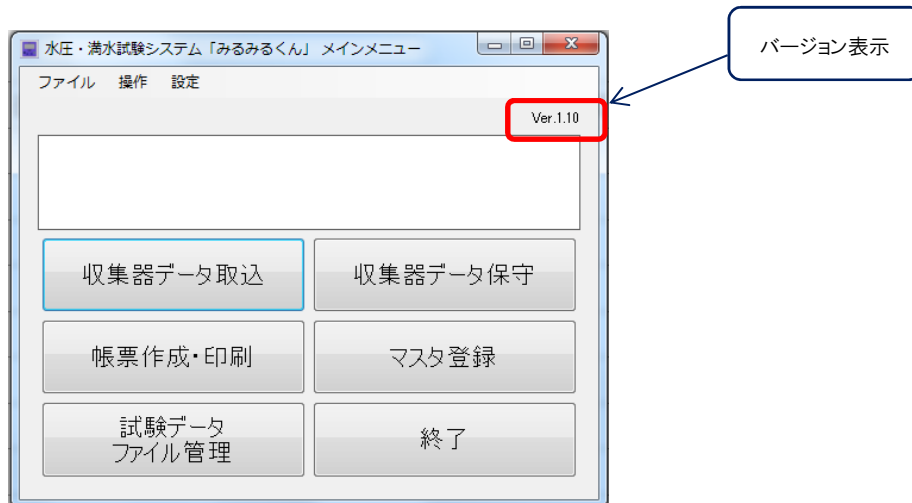 バージョン表示
水圧・満水試験システム「みるみるくん」 メインメニュー
ファイル 操作 設定
Ver.1.10
収集器データ取込
収集器データ保守
帳票作成・印刷
マスタ登録
試験データ
ファイル管理
終了